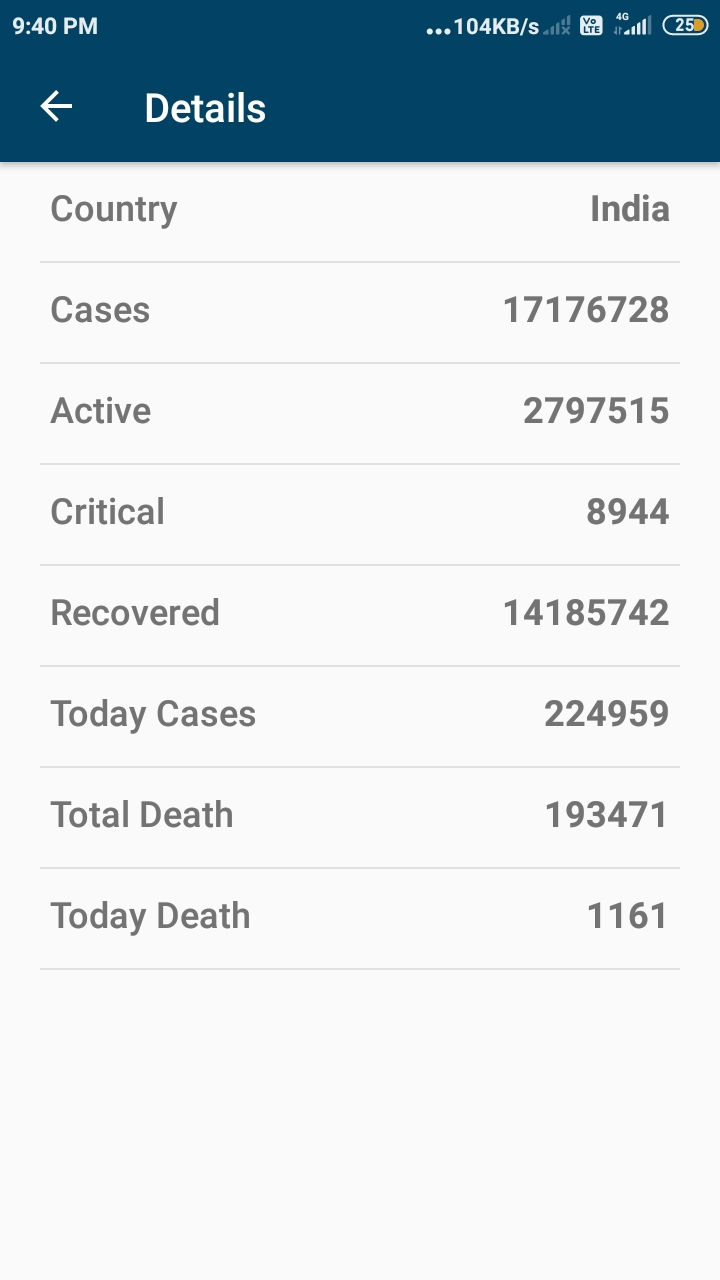 9:40 PM ...104KB/s Vo LTE 4G 25
Details
Country India
Cases 17176728
Active 2797515
Critical 8944
Recovered 14185742
Today Cases 224959
Total Death 193471
Today Death 1161